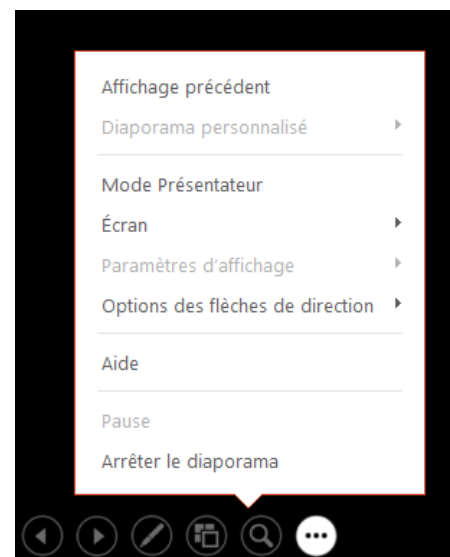 Affichage précédent
Diaporama personnalisé
Mode Présentateur
Écran
Paramètres d'affichage
Options des flèches de direction
Aide
Pause
Arrêter le diaporama